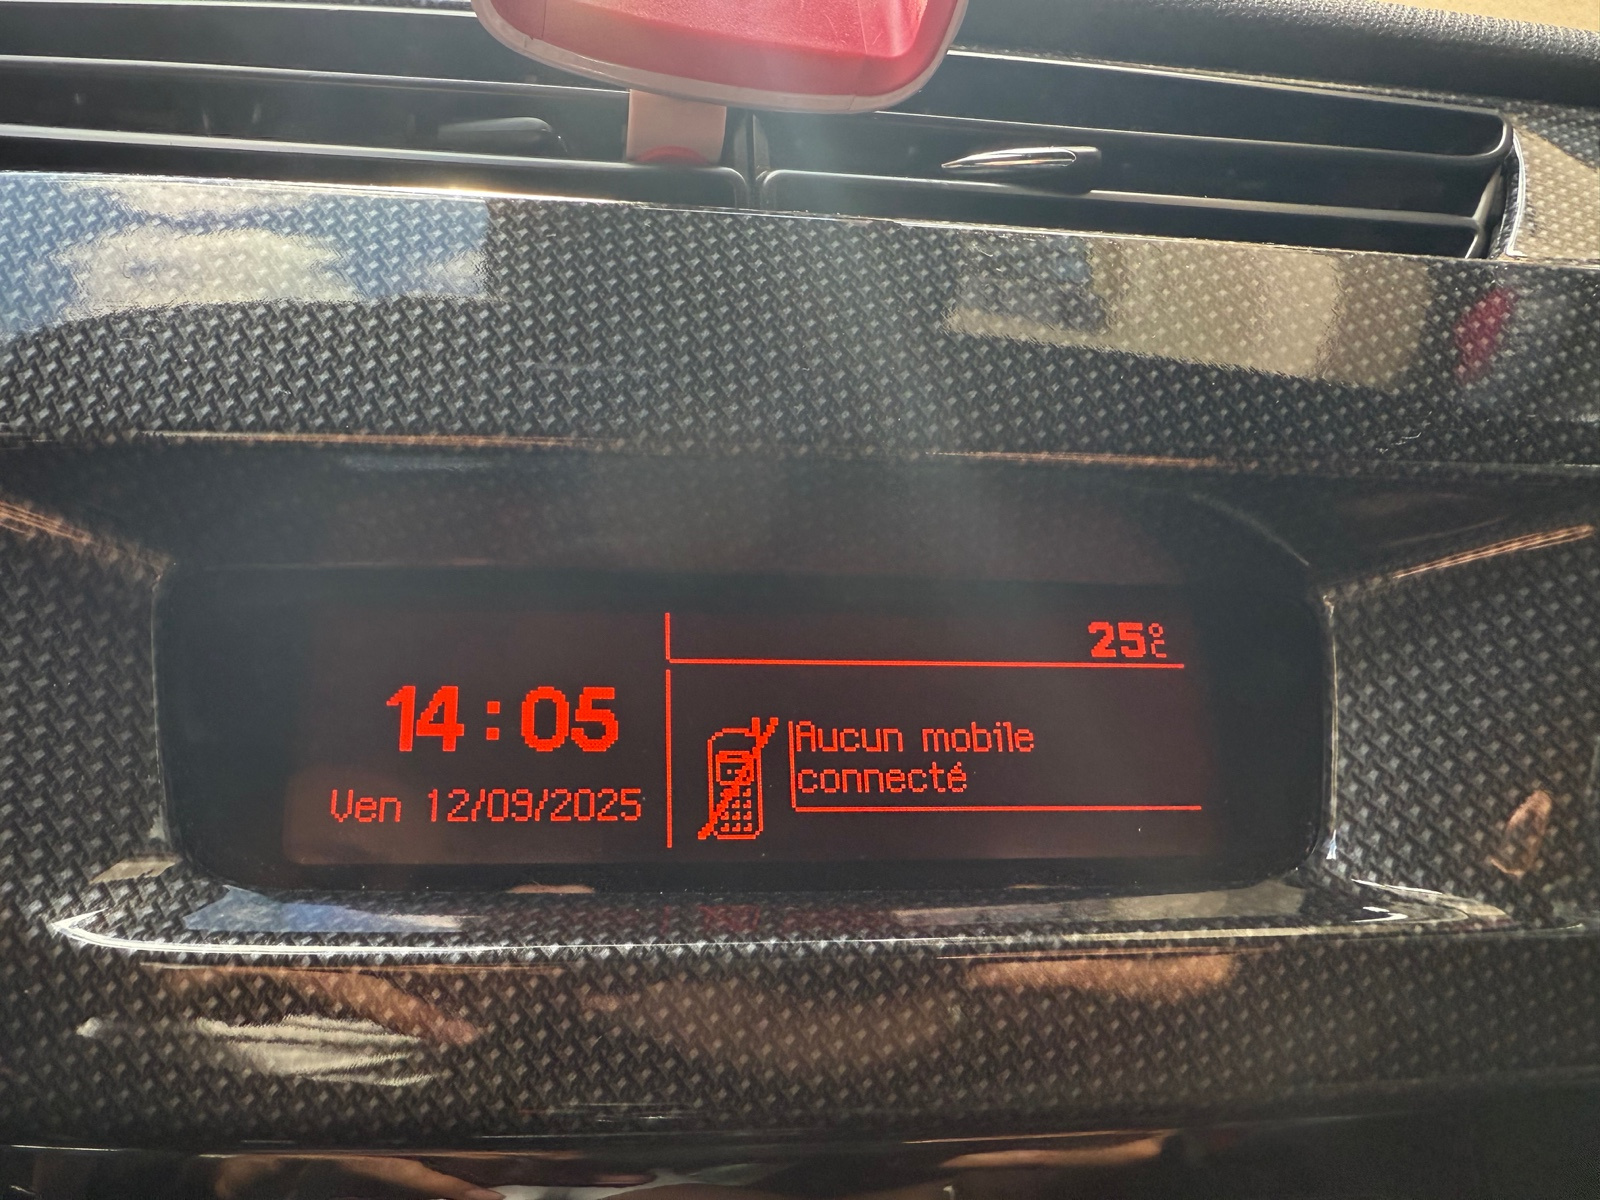 25°C
14:05
Ven 12/09/2025
Aucun mobile
connecté